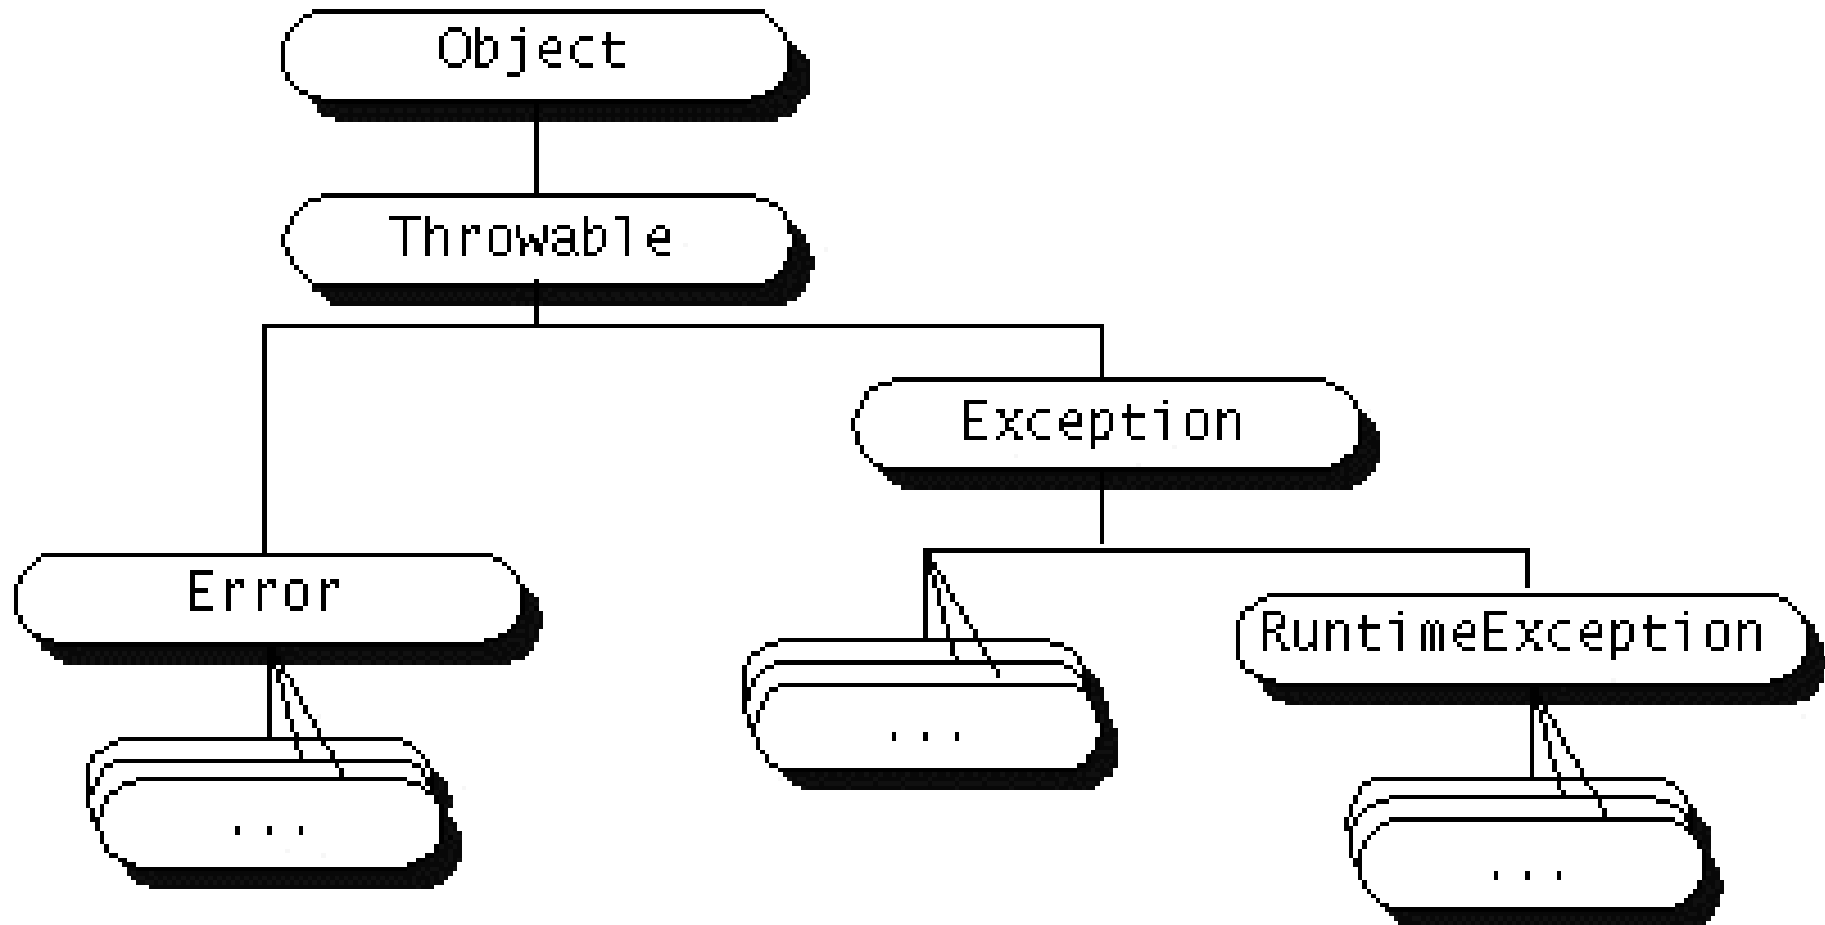 Object
Throwable
Exception
Error
RuntimeException
...
...
...